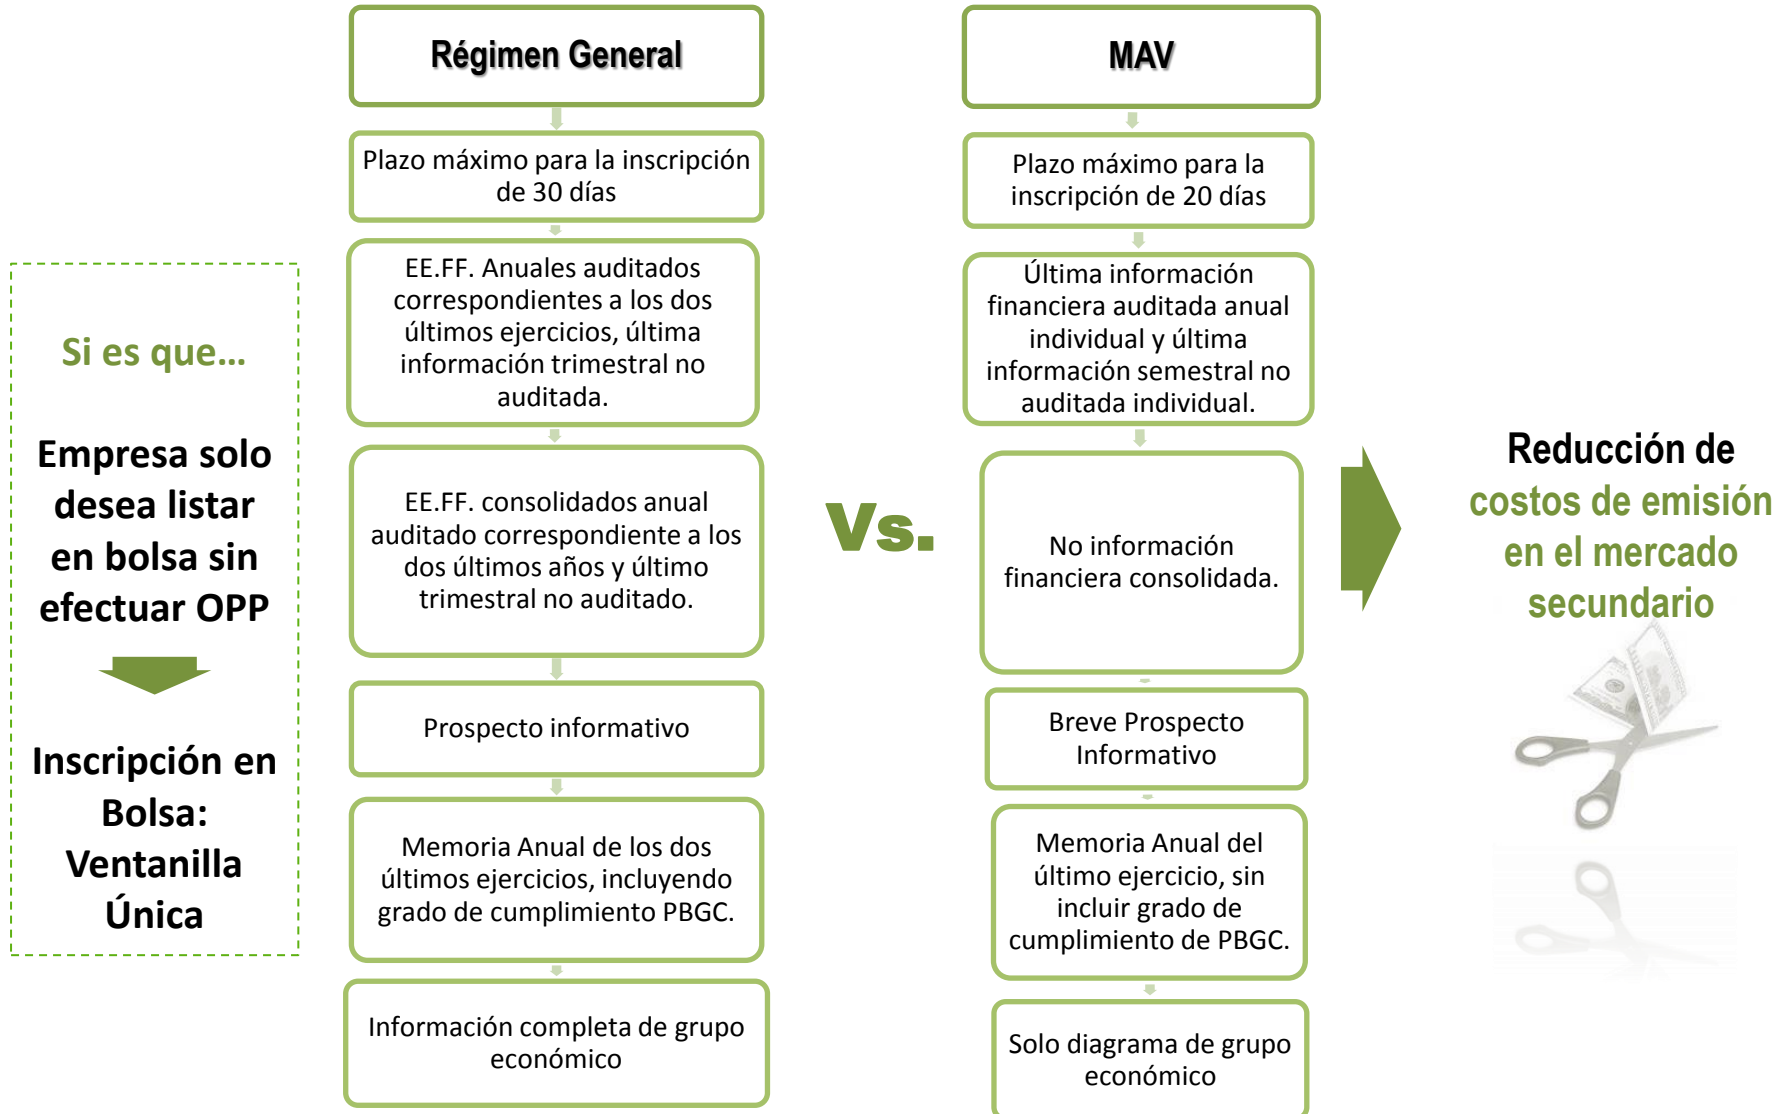 Si es que...
Empresa solo
desea listar
en bolsa sin
efectuar OPP
Inscripción en
Bolsa:
Ventanilla
Única
Régimen General
Plazo máximo para la inscripción
de 30 días
EE.FF. Anuales auditados
correspondientes a los dos
últimos ejercicios, última
información trimestral no
auditada.
EE.FF. consolidados anual
auditado correspondiente a los
dos últimos años y último
trimestral no auditado.
Prospecto informativo
Memoria Anual de los dos
últimos ejercicios, incluyendo
grado de cumplimiento PBGC.
Información completa de grupo
económico
Vs.
MAV
Plazo máximo para la
inscripción de 20 días
Última información
financiera auditada anual
individual y última
información semestral no
auditada individual.
No información
financiera consolidada.
Breve Prospecto
Informativo
Memoria Anual del
último ejercicio, sin
incluir grado de
cumplimiento de PBGC.
Solo diagrama de grupo
económico
Reducción de
costos de emisión
en el mercado
secundario